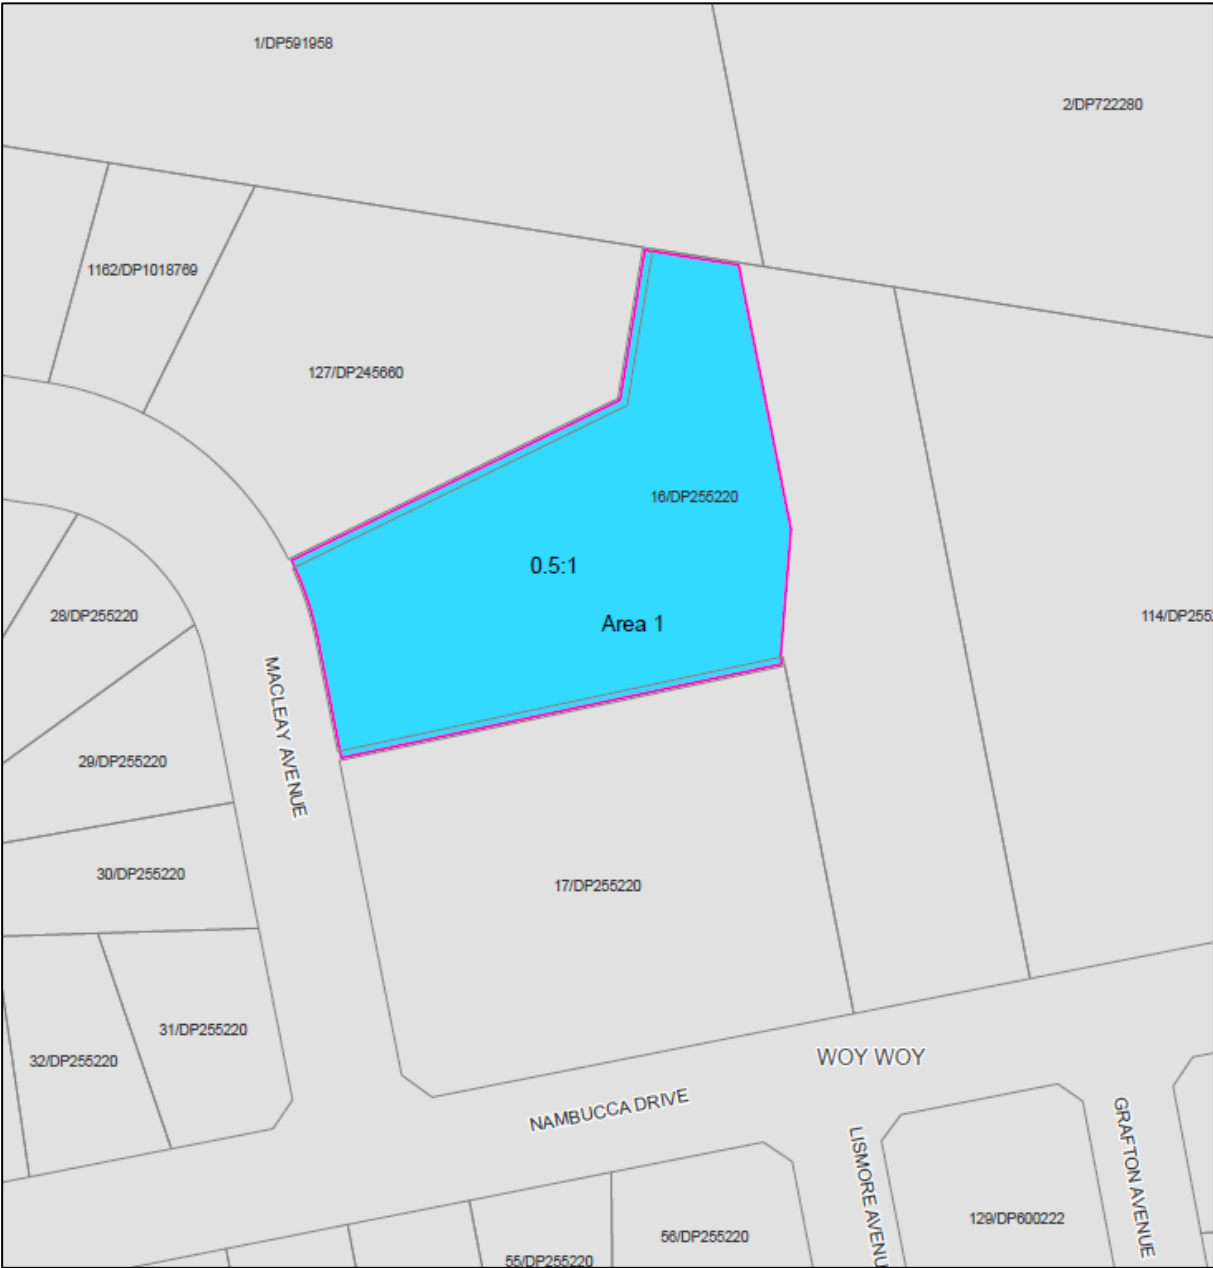 1/DP591958
2/DP722280
1162/DP1018769
127/DP245660
16/DP255220
0.5:1
Area 1
28/DP255220
114/DP255
MACLEAY AVENUE
29/DP255220
30/DP255220
17/DP255220
31/DP255220
32/DP255220
WOY WOY
NAMBUCCA DRIVE
LISMORE AVENU
GRAFTON AVENUE
129/DP600222
56/DP255220
55/DP255220